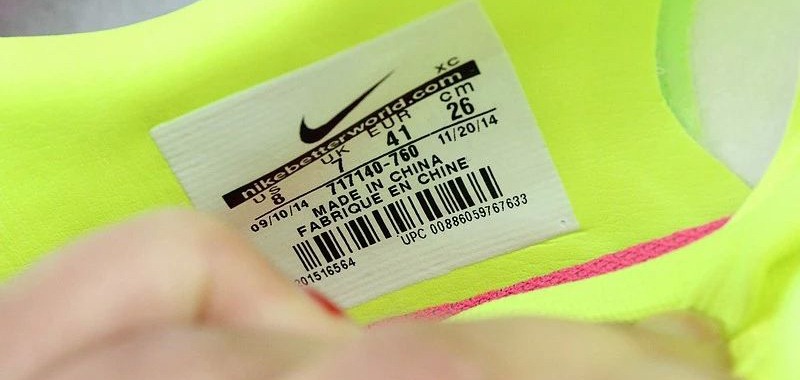 XC
nikebetterworld.com
US UK EUR cm
8 7 41 26
717140-760
09/10/14 11/20/14
MADE IN CHINA
FABRIQUE EN CHINE
UPC 00886059767633
201516564